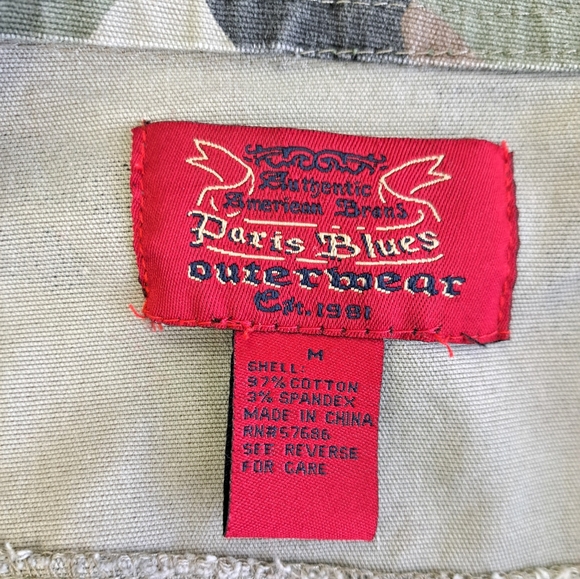 Authentic
American Brand
Paris Blues
outerwear
Est. 1981
M
SHELL:
97% COTTON
3% SPANDEX
MADE IN CHINA
RN#57686
SEE REVERSE
FOR CARE